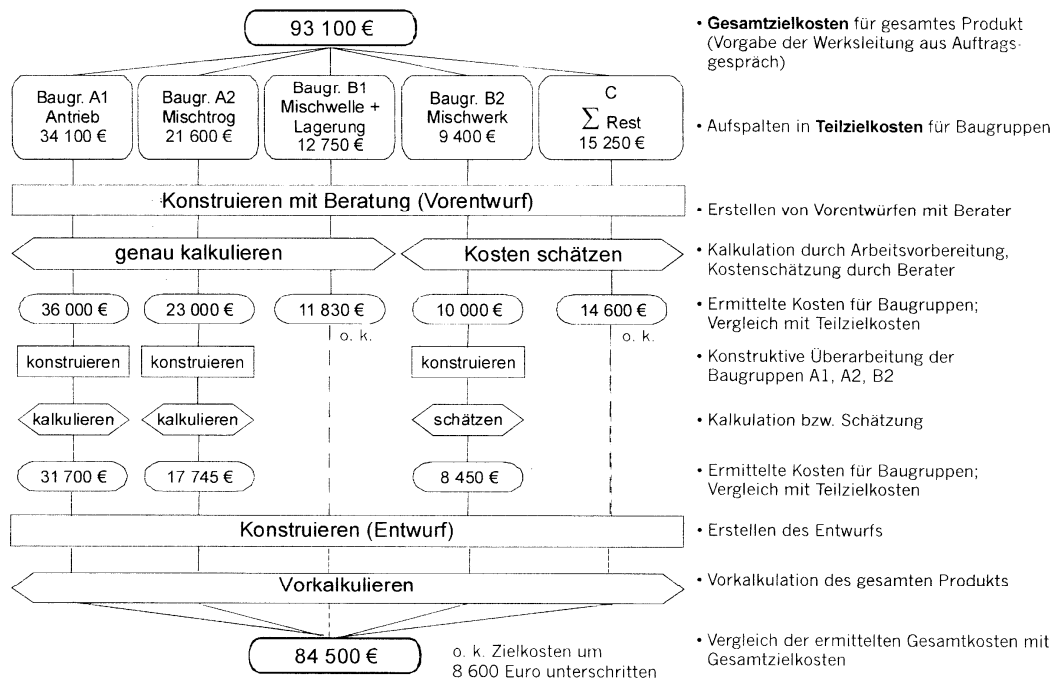 93 100 €
• Gesamtzielkosten für gesamtes Produkt
(Vorgabe der Werksleitung aus Auftrags-
gespräch)
Baugr. A1
Antrieb
34 100 €
Baugr. A2
Mischtrog
21 600 €
Baugr. B1
Mischwelle +
Lagerung
12 750 €
Baugr. B2
Mischwerk
9 400 €
C
∑ Rest
15 250 €
• Aufspalten in Teilzielkosten für Baugruppen
Konstruieren mit Beratung (Vorentwurf)
• Erstellen von Vorentwürfen mit Berater
genau kalkulieren
Kosten schätzen
• Kalkulation durch Arbeitsvorbereitung,
Kostenschätzung durch Berater
36 000 €
23 000 €
11 830 €
o. k.
10 000 €
14 600 €
o. k.
• Ermittelte Kosten für Baugruppen;
Vergleich mit Teilzielkosten
konstruieren
konstruieren
konstruieren
• Konstruktive Überarbeitung der
Baugruppen A1, A2, B2
kalkulieren
kalkulieren
schätzen
• Kalkulation bzw. Schätzung
31 700 €
17 745 €
8 450 €
• Ermittelte Kosten für Baugruppen;
Vergleich mit Teilzielkosten
Konstruieren (Entwurf)
• Erstellen des Entwurfs
Vorkalkulieren
• Vorkalkulation des gesamten Produkts
84 500 €
o. k. Zielkosten um
8 600 Euro unterschritten
• Vergleich der ermittelten Gesamtkosten mit
Gesamtzielkosten